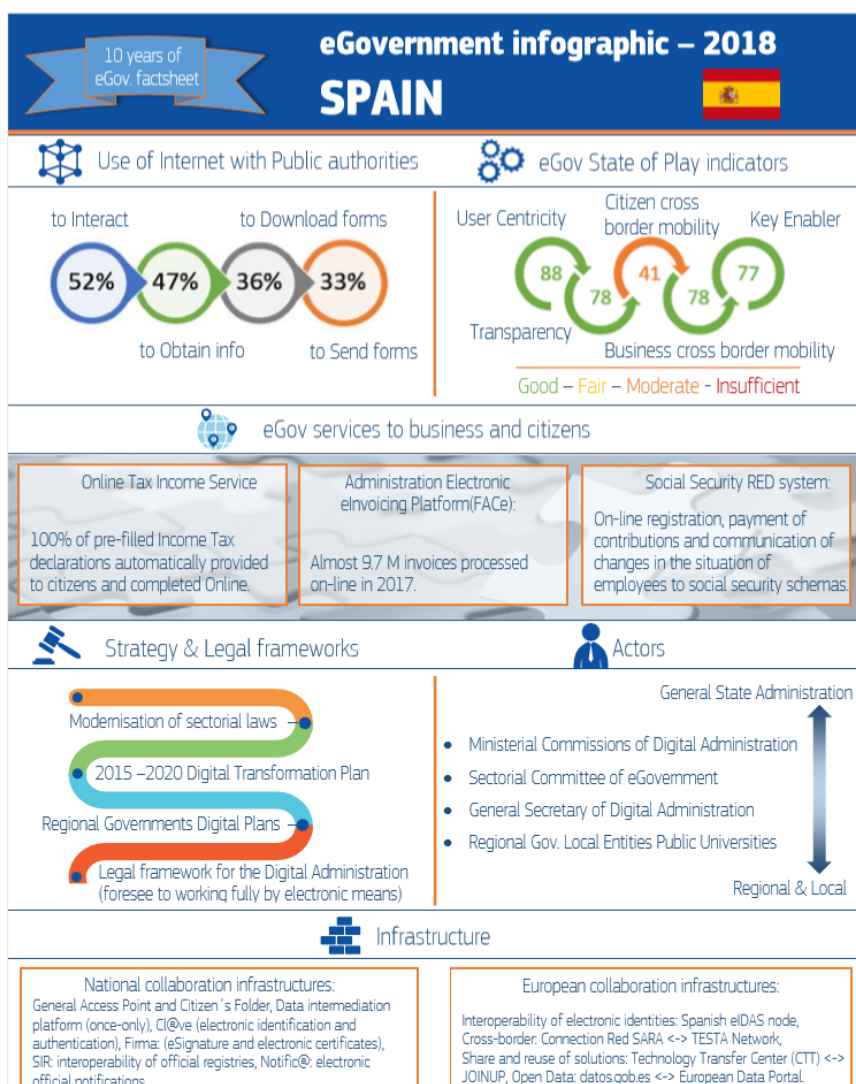 10 years of
eGov. factsheet
eGovernment infographic – 2018
SPAIN
Use of Internet with Public authorities
eGov State of Play indicators
to Interact
to Download forms
52%
47%
36%
33%
to Obtain info
to Send forms
User Centricity
Citizen cross
border mobility
Key Enabler
88
78
41
78
77
Transparency
Business cross border mobility
Good – Fair – Moderate - Insufficient
eGov services to business and citizens
Online Tax Income Service
100% of pre-filled Income Tax
declarations automatically provided
to citizens and completed Online.
Administration Electronic
eInvoicing Platform(FACe):
Almost 9.7 M invoices processed
on-line in 2017.
Social Security RED system:
On-line registration, payment of
contributions and communication of
changes in the situation of
employees to social security schemas.
Strategy & Legal frameworks
Actors
Modernisation of sectorial laws
2015 –2020 Digital Transformation Plan
Regional Governments Digital Plans
Legal framework for the Digital Administration
(foresee to working fully by electronic means)
General State Administration
• Ministerial Commissions of Digital Administration
• Sectorial Committee of eGovernment
• General Secretary of Digital Administration
• Regional Gov. Local Entities Public Universities
Regional & Local
Infrastructure
National collaboration infrastructures:
General Access Point and Citizen´s Folder, Data intermediation
platform (once-only), Cl@ve (electronic identification and
authentication), Firma: (eSignature and electronic certificates),
SIR: interoperability of official registries, Notific@: electronic
official notifications
European collaboration infrastructures:
Interoperability of electronic identities: Spanish eIDAS node,
Cross-border: Connection Red SARA <-> TESTA Network,
Share and reuse of solutions: Technology Transfer Center (CTT) <->
JOINUP, Open Data: datos.gob.es <-> European Data Portal.